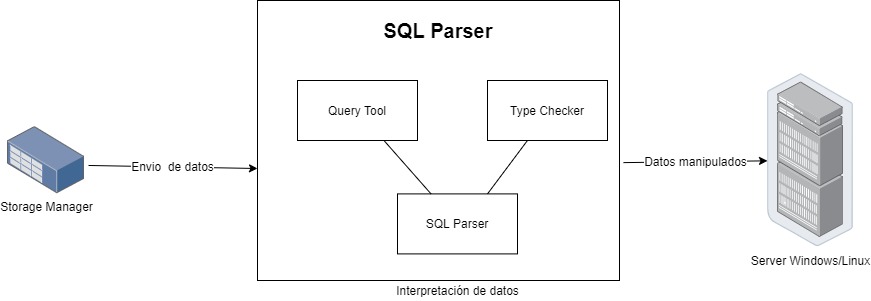 SQL Parser
Query Tool
Type Checker
Envio de datos
Datos manipulados
Storage Manager
SQL Parser
Server Windows/Linux
Interpretación de datos